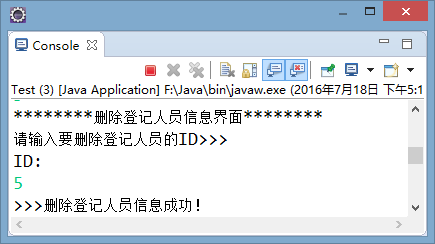 Console
Test (3) [Java Application] F:\Java\bin\javaw.exe (2016年7月18日 下午5:1
********删除登记人员信息界面********
请输入要删除登记人员的ID>>>
ID:
5
>>>删除登记人员信息成功!